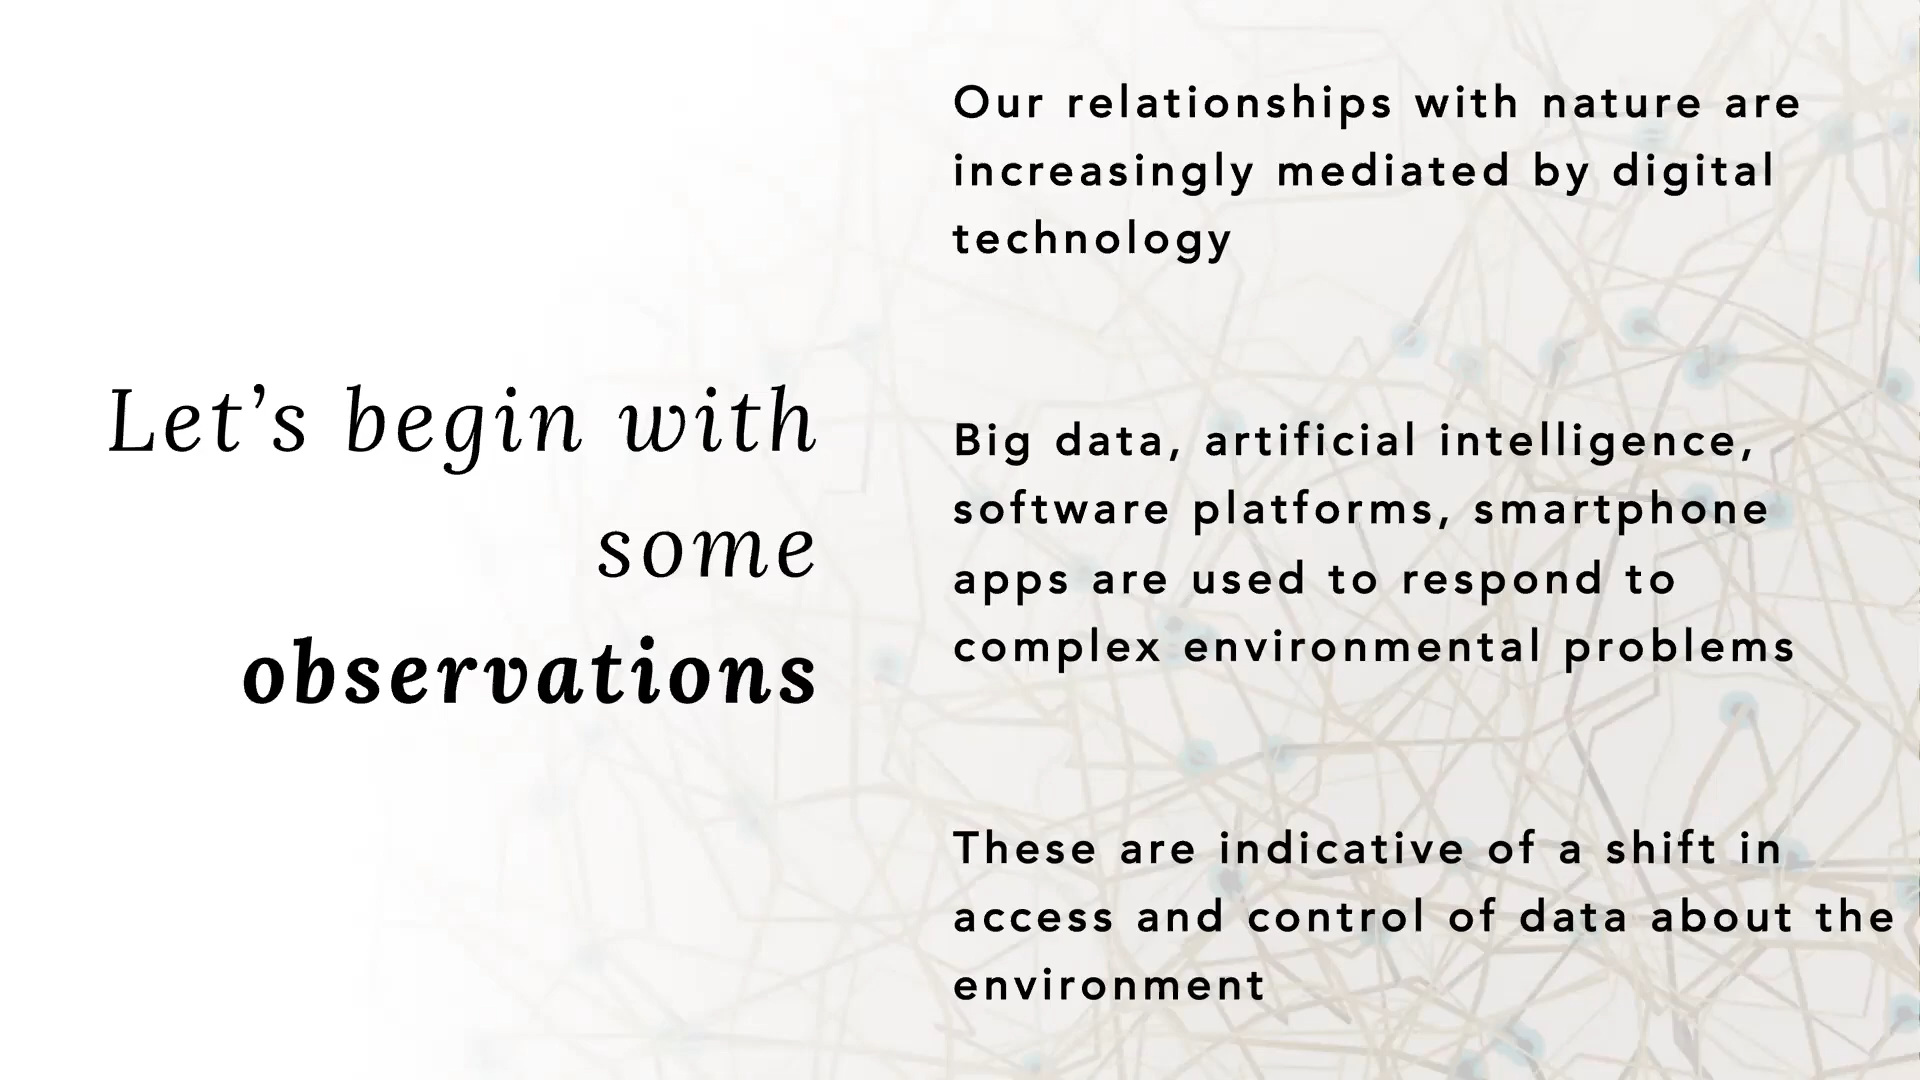 Let’s begin with
some
observations
Our relationships with nature are
increasingly mediated by digital
technology
Big data, artificial intelligence,
software platforms, smartphone
apps are used to respond to
complex environmental problems
These are indicative of a shift in
access and control of data about the
environment